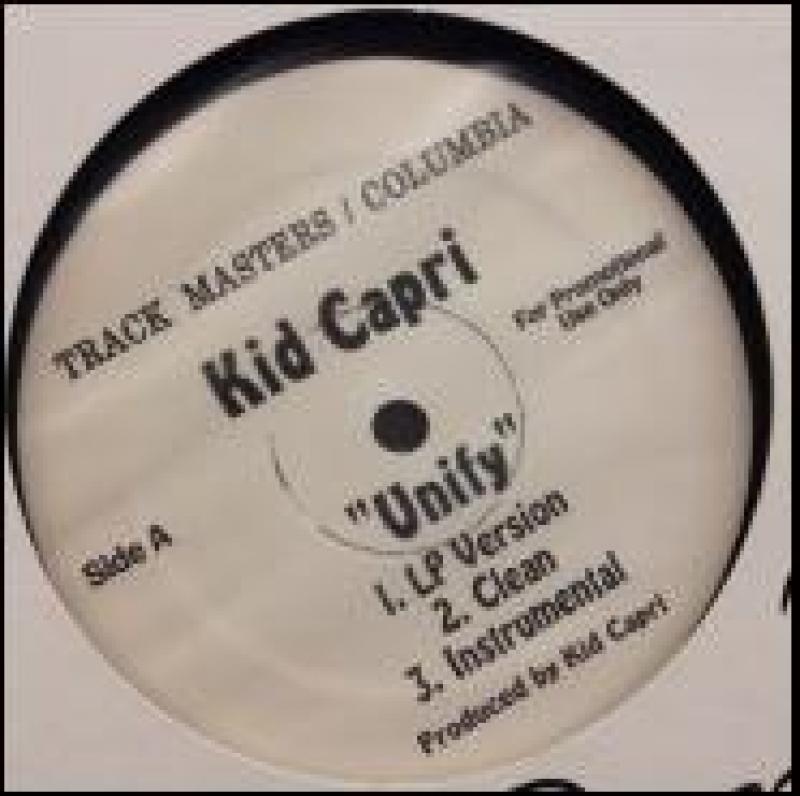 TRACK MASTERS / COLUMBIA
Kid Capri
For Promotional
Use Only
"Unify"
Side A
1. LP Version
2. Clean
3. Instrumental
Produced by Kid Capri